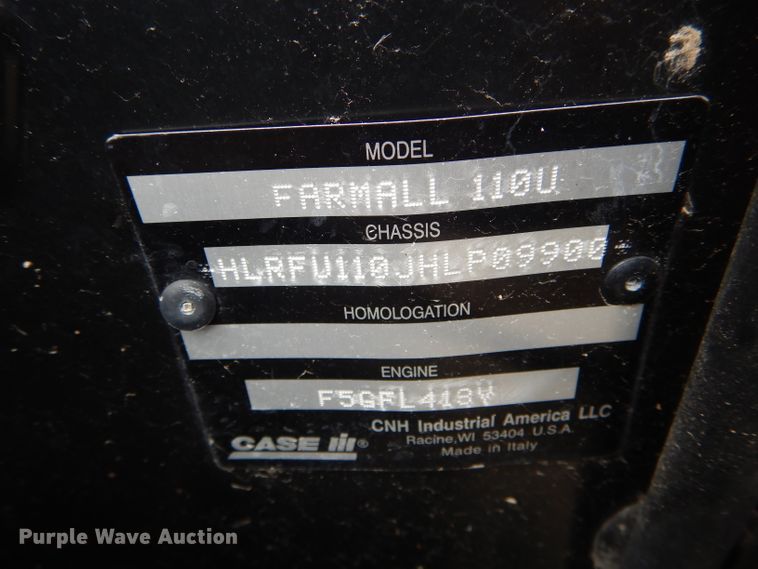 MODEL
FARMALL 110U
CHASSIS
HLRFU110JHLP09900
HOMOLOGATION
ENGINE
F5GFL413V
CNH Industrial America LLC
Racine,WI 53404 U.S.A.
Made in Italy
CASE IH®
Purple Wave Auction